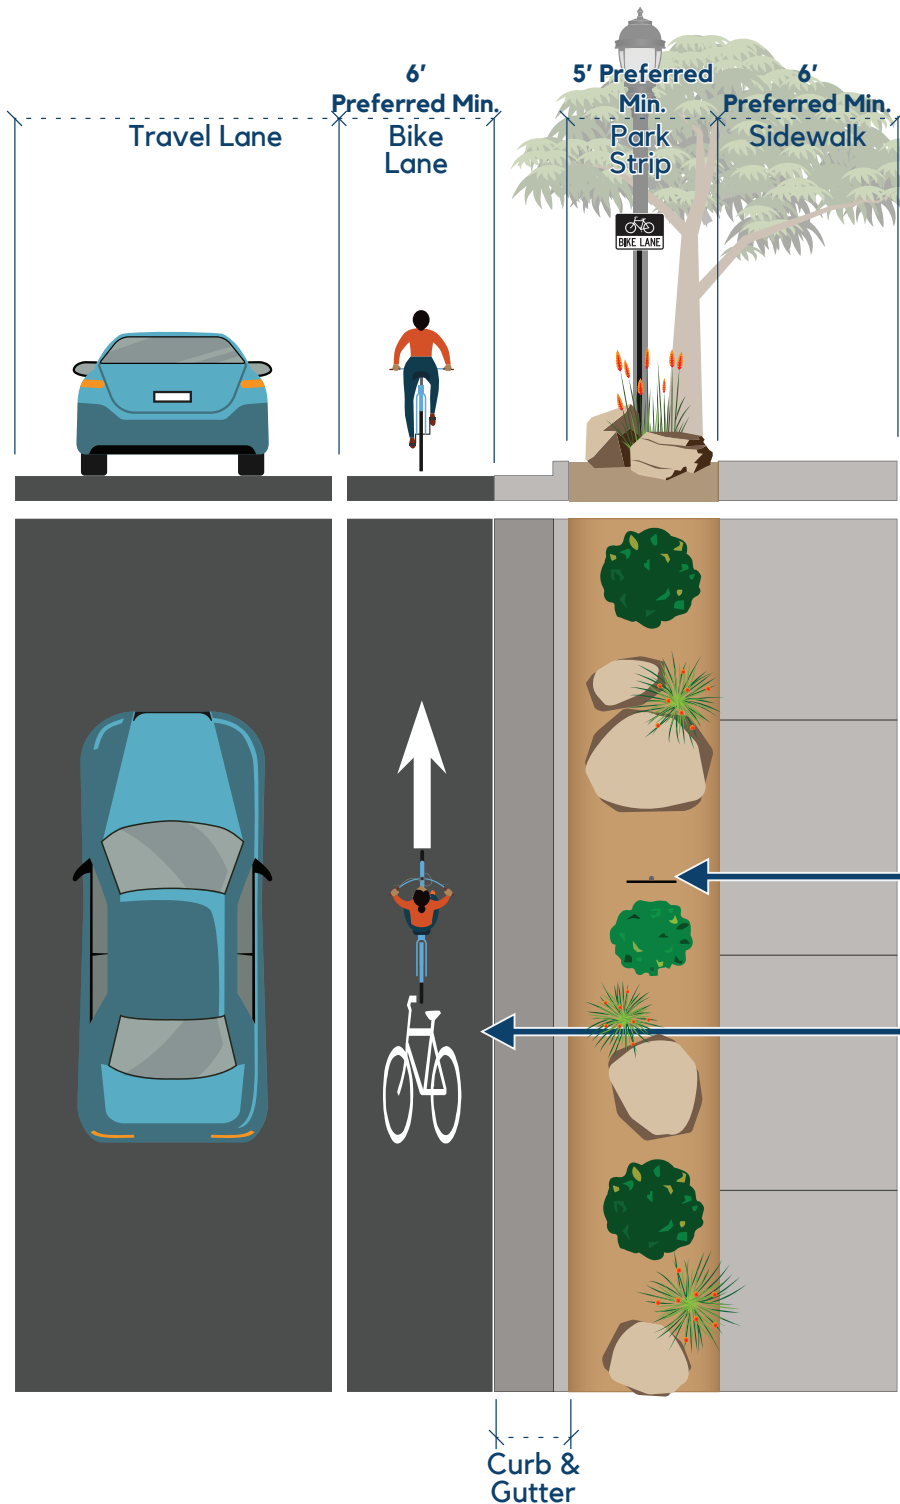 6′
Preferred Min.
Bike
Lane
5′ Preferred
Min.
Park
Strip
6′
Preferred Min.
Sidewalk
Travel Lane
BIKE LANE
Curb &
Gutter